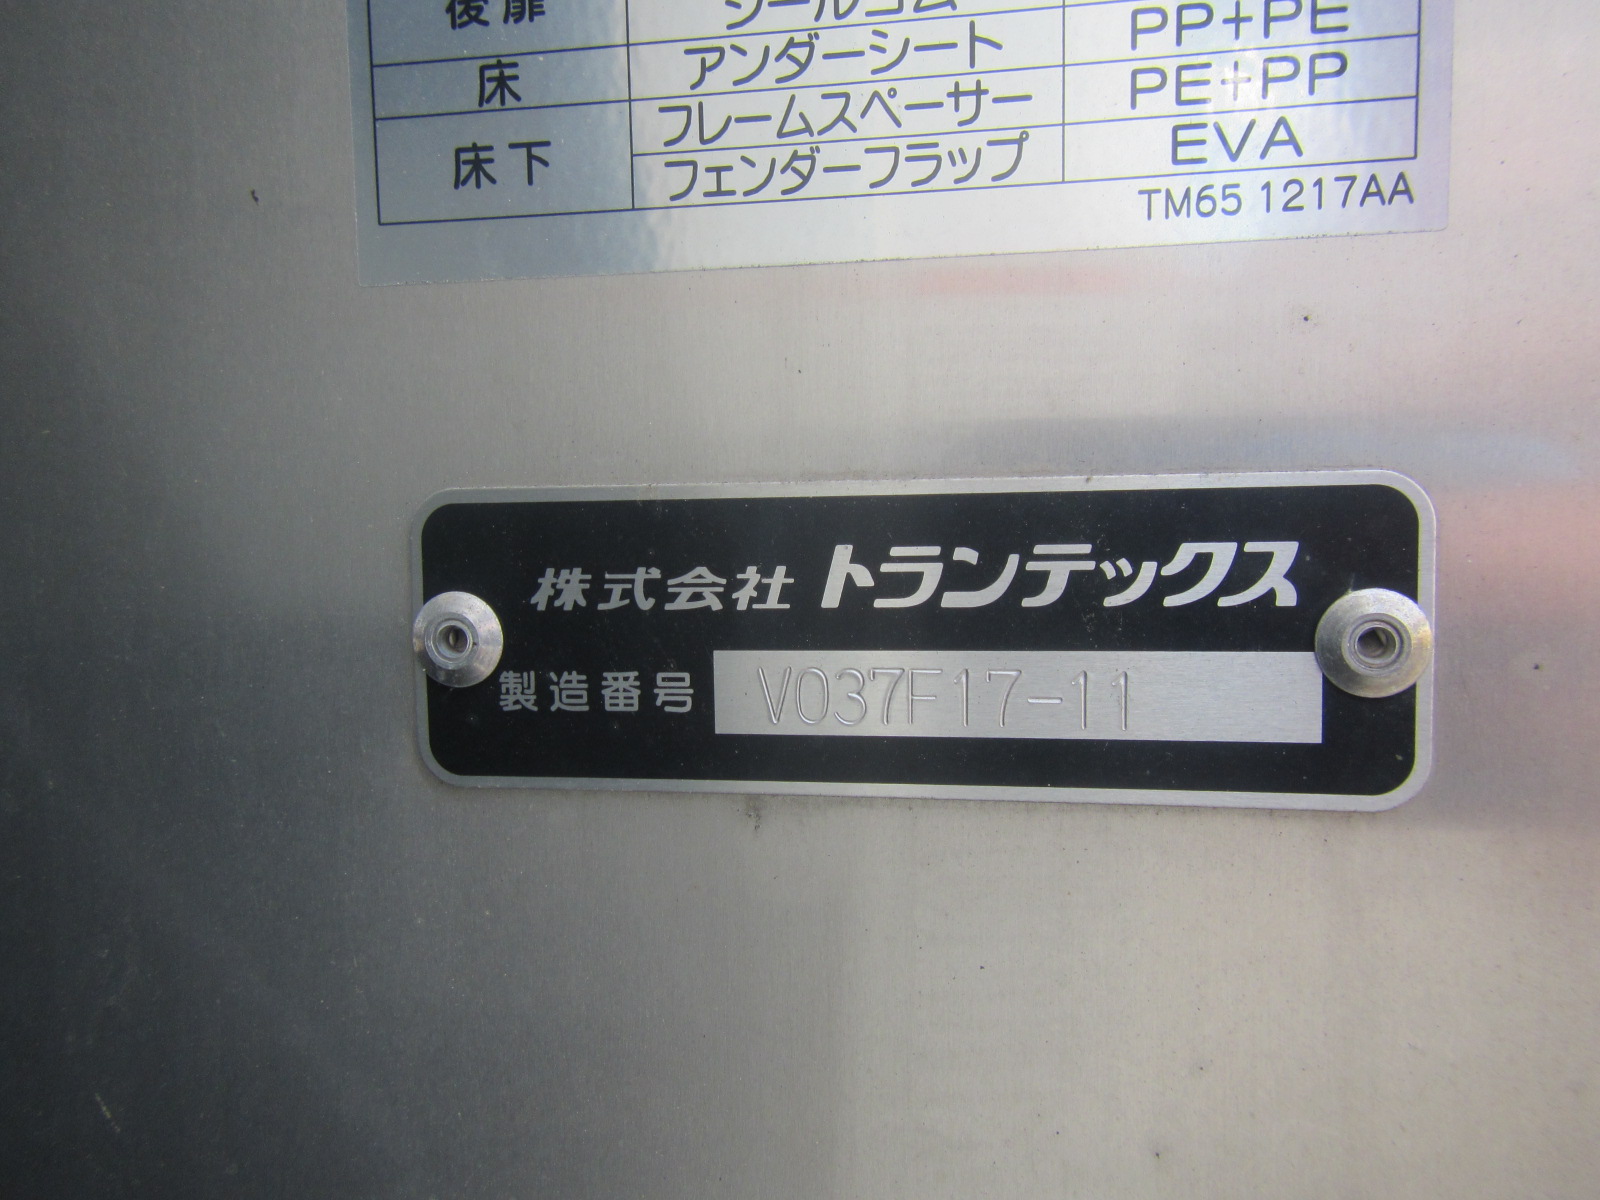 後扉 シールゴム
床 アンダーシート PP+PE
床下 フレームスペーサー PE+PP
フェンダーフラップ EVA
TM65 1217AA
株式会社 トランテックス
製造番号 V037F17-11